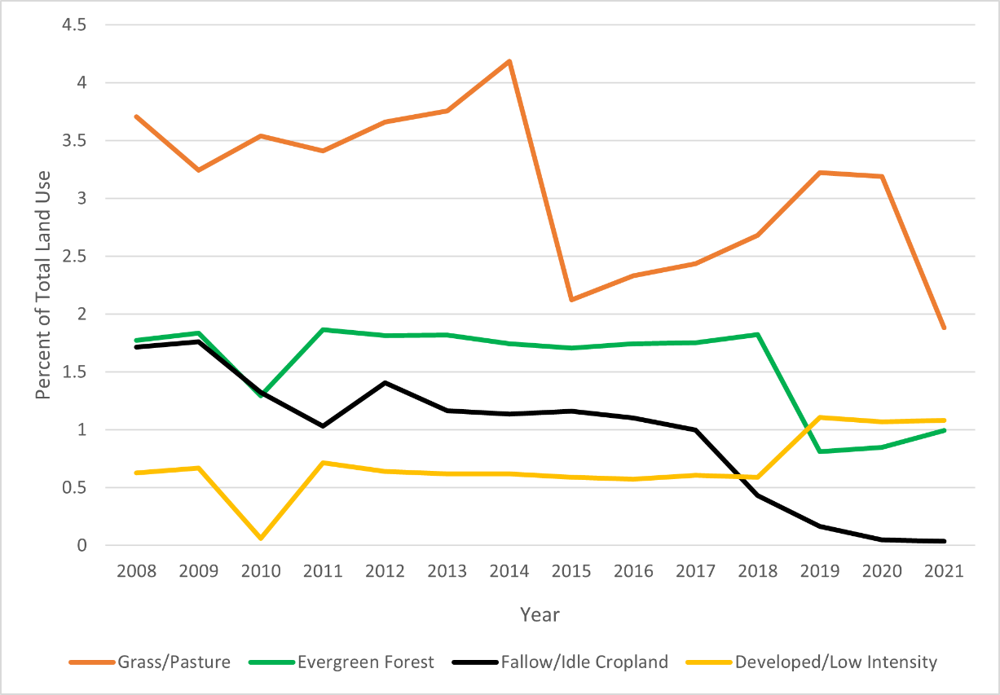 4.5
4
3.5
3
2.5
2
1.5
1
0.5
0
Percent of Total Land Use
2008 2009 2010 2011 2012 2013 2014 2015 2016 2017 2018 2019 2020 2021
Year
Grass/Pasture Evergreen Forest Fallow/Idle Cropland Developed/Low Intensity